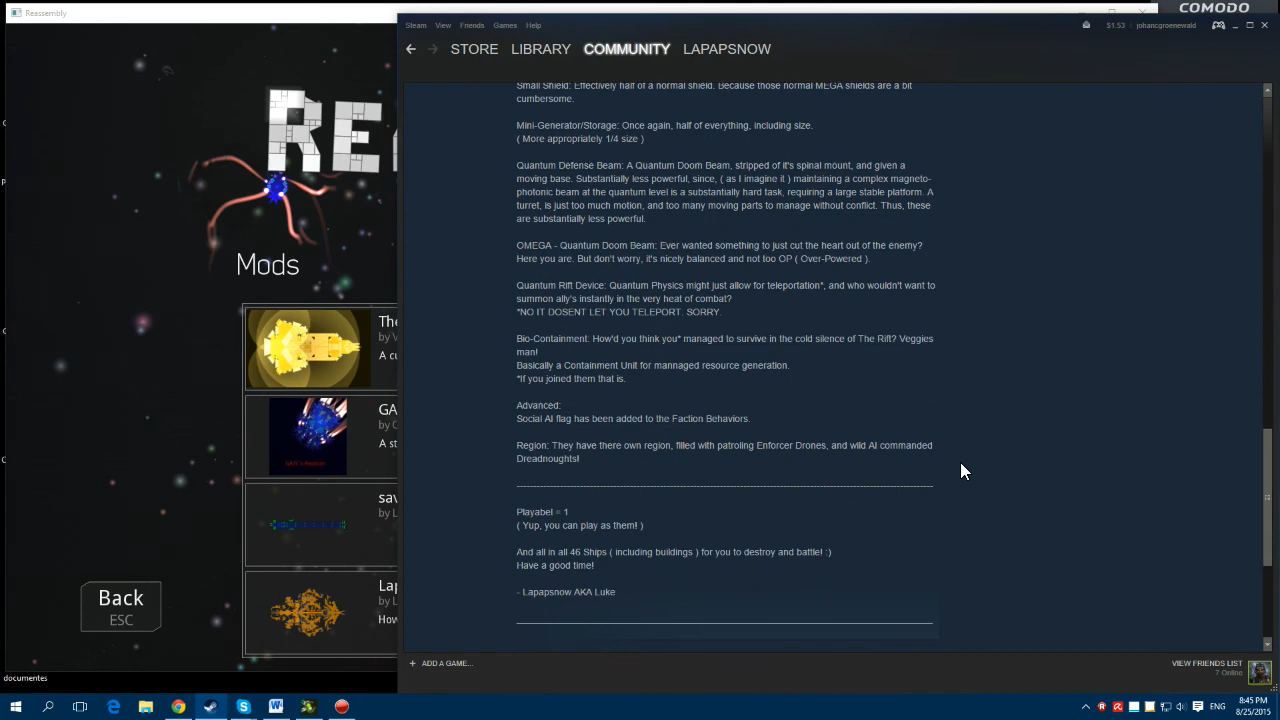 Reassembly
COMODO
Steam View Friends Games Help
$1.53 johancgroenewald
STORE LIBRARY COMMUNITY LAPAPSNOW
Small Shield: Effectively half of a normal shield. Because those normal MEGA shields are a bit
cumbersome.
Mini-Generator/Storage: Once again, half of everything, including size.
( More appropriately 1/4 size )
Quantum Defense Beam: A Quantum Doom Beam, stripped of it's spinal mount, and given a
moving base. Substantially less powerful, since, ( as I imagine it ) maintaining a complex magneto-
photonic beam at the quantum level is a substantially hard task, requiring a large stable platform. A
turret, is just too much motion, and too many moving parts to manage without conflict. Thus, these
are substantially less powerful.
OMEGA - Quantum Doom Beam: Ever wanted something to just cut the heart out of the enemy?
Here you are. But don't worry, it's nicely balanced and not too OP ( Over-Powered ).
Quantum Rift Device: Quantum Physics might just allow for teleportation*, and who wouldn't want to
summon ally's instantly in the very heat of combat?
*NO IT DOSENT LET YOU TELEPORT. SORRY.
Bio-Containment: How'd you think you* managed to survive in the cold silence of The Rift? Veggies
man!
Basically a Containment Unit for mannaged resource generation.
*If you joined them that is.
Advanced:
Social AI flag has been added to the Faction Behaviors.
Region: They have there own region, filled with patroling Enforcer Drones, and wild AI commanded
Dreadnoughts!
Playabel = 1
( Yup, you can play as them! )
And all in all 46 Ships ( including buildings ) for you to destroy and battle! :)
Have a good time!
- Lapapsnow AKA Luke
REA
Mods
The
by V
A cu
GA
by C
A st
sav
by L
Lap
by L
How
Back
ESC
documentes
+ ADD A GAME...
VIEW FRIENDS LIST
7 Online
ENG
8:45 PM
8/25/2015